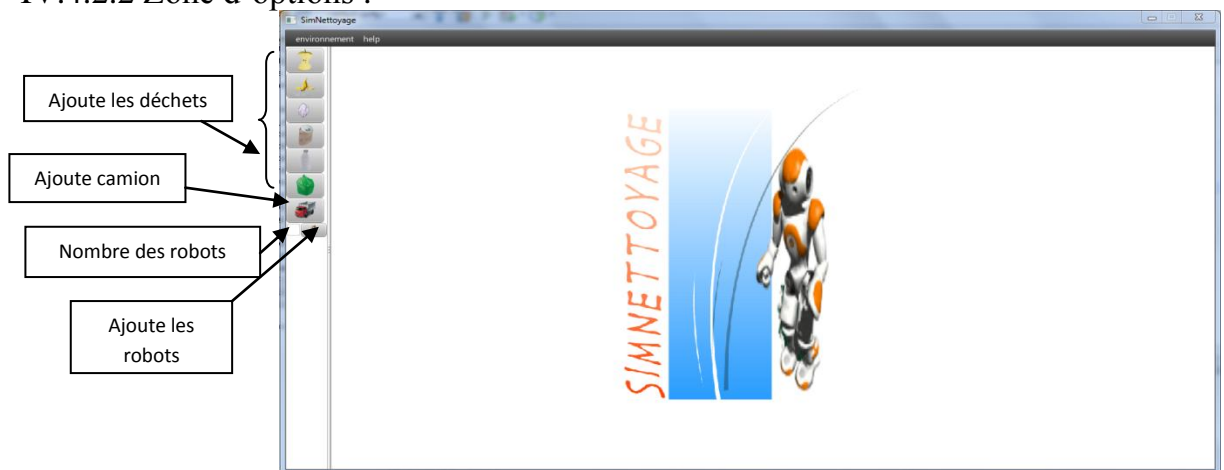 IV.4.2.2 Zone d'options :
SimNettoyage
environnement help
Ajoute les déchets
Ajoute camion
Nombre des robots
Ajoute les
robots
SIMNETTOYAGE